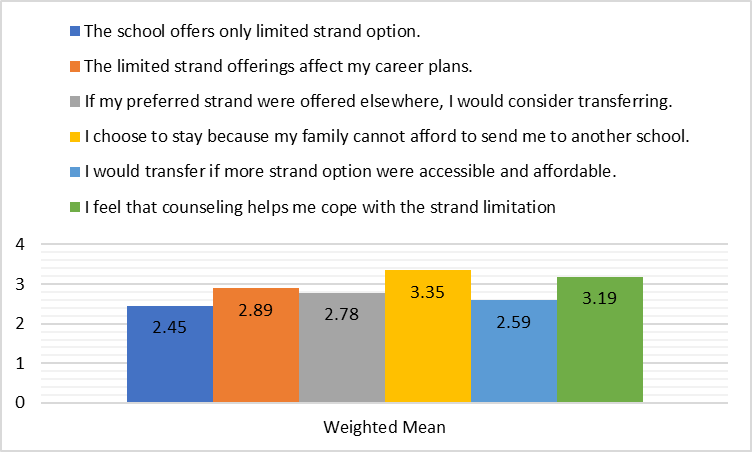 The school offers only limited strand option.
The limited strand offerings affect my career plans.
If my preferred strand were offered elsewhere, I would consider transferring.
I choose to stay because my family cannot afford to send me to another school.
I would transfer if more strand option were accessible and affordable.
I feel that counseling helps me cope with the strand limitation
4
3
2
1
0
2.45
2.89
2.78
3.35
2.59
3.19
Weighted Mean